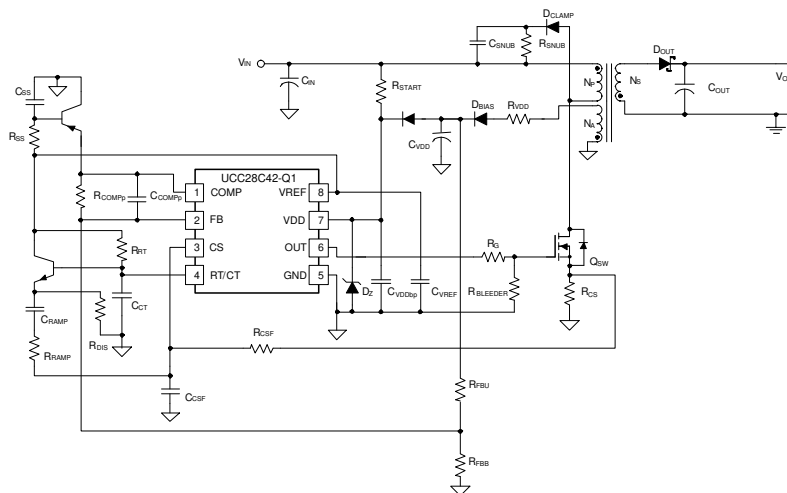 DCLAMP
CSNUB
RSNUB
VIN
CIN
RSTART
NP
NS
DOUT
COUT
CSS
RSS
DBIAS
RVDD
NA
CVDD
RCOMPp
CCOMPp
UCC28C42-Q1
1 COMP VREF 8
2 FB VDD 7
3 CS OUT 6
4 RT/CT GND 5
RRT
CCT
RG
QSW
DZ
CVDDbp
CVREF
RBLEEDER
RCS
CRAMP
RDIS
RRAMP
RCSF
CCSF
RFBU
RFBB